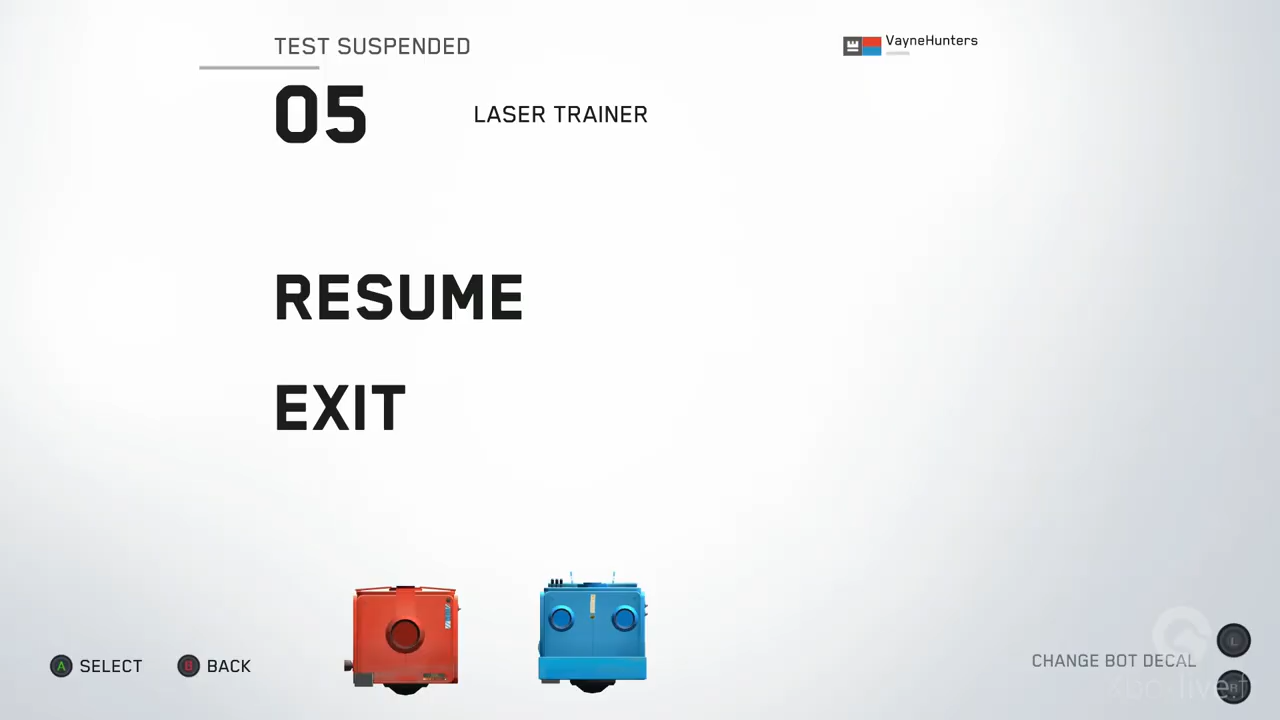 TEST SUSPENDED
VayneHunters
05
LASER TRAINER
RESUME
EXIT
A SELECT
B BACK
CHANGE BOT DECAL
L
R